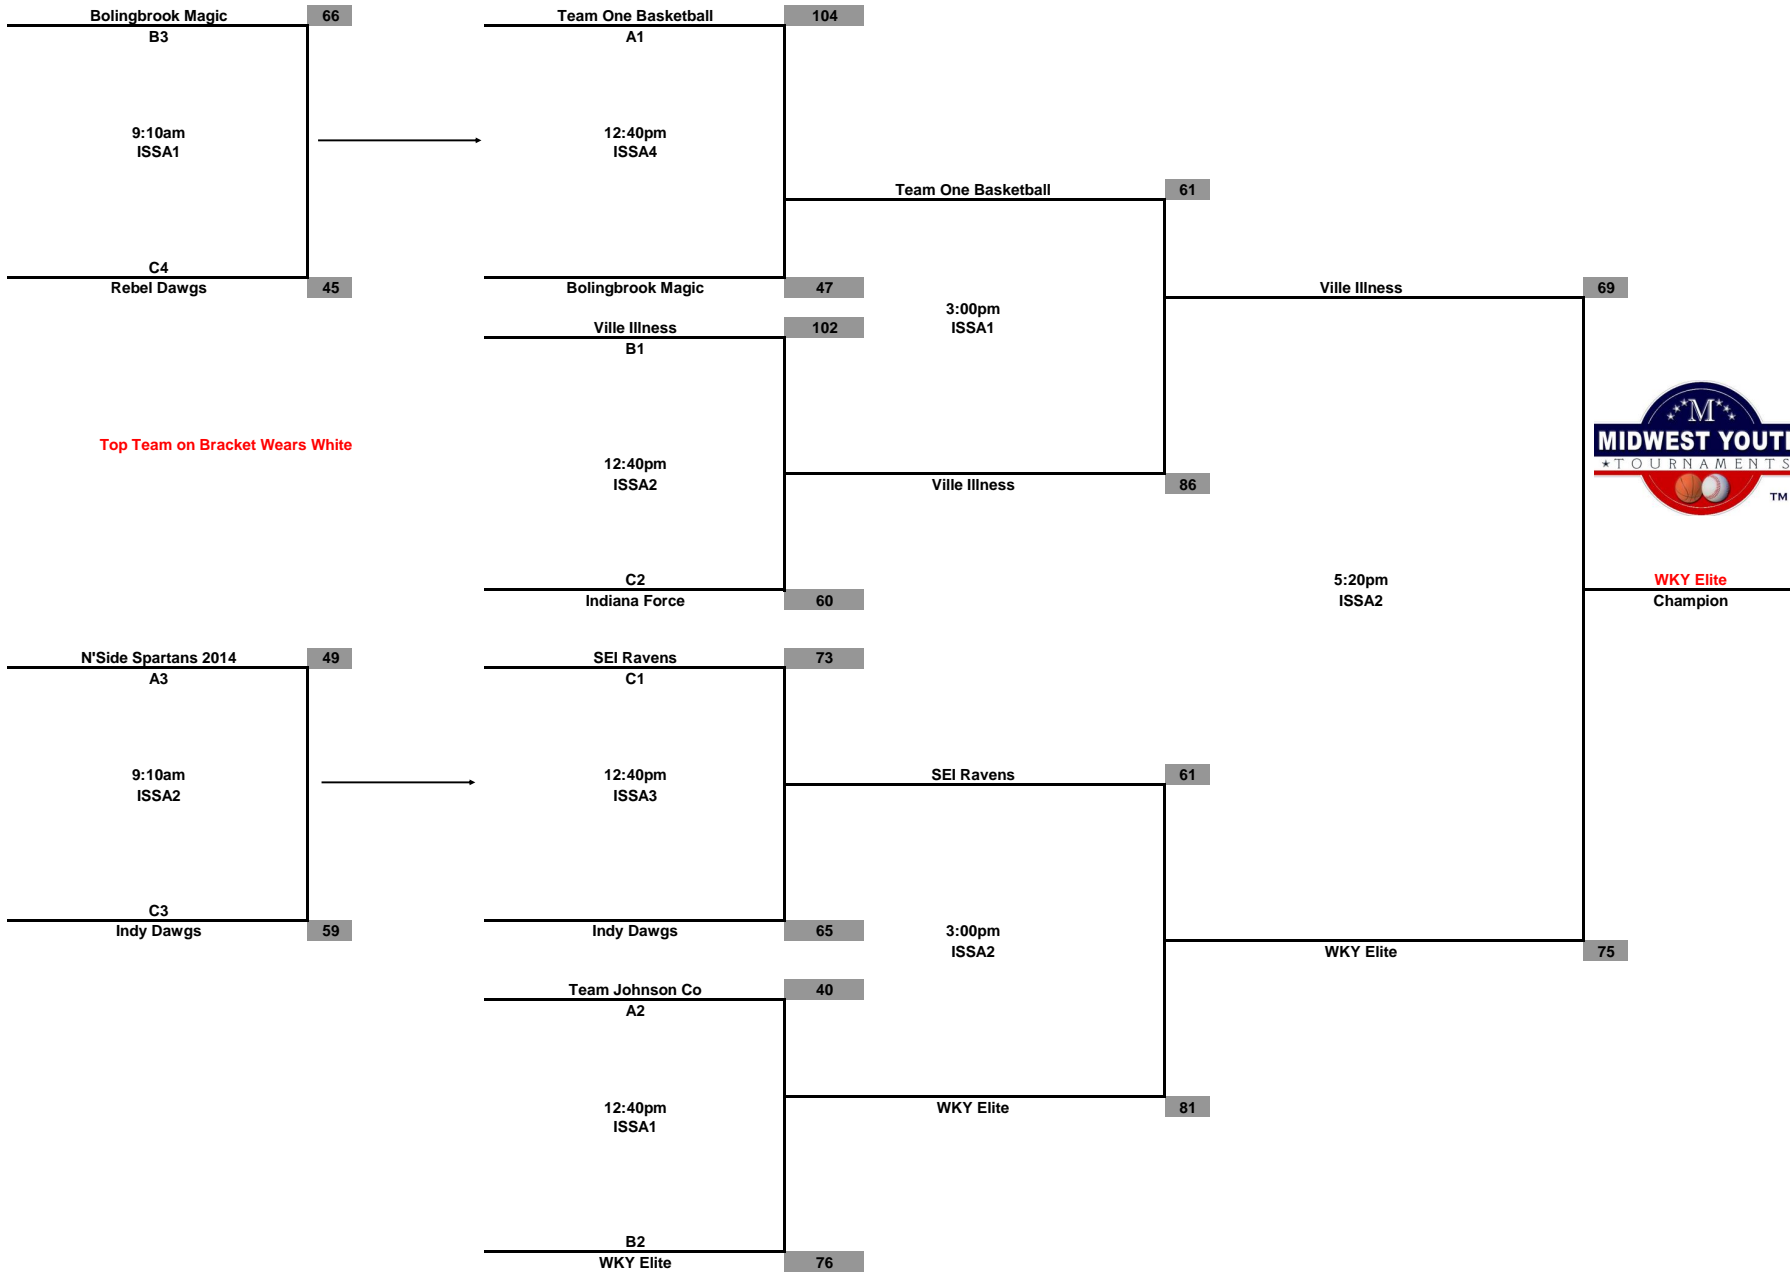 Bolingbrook Magic 66
B3
9:10am
ISSA1
C4
Rebel Dawgs 45
Team One Basketball 104
A1
12:40pm
ISSA4
Bolingbrook Magic 47
Ville Illness 102
B1
12:40pm
ISSA2
C2
Indiana Force 60
Team One Basketball 61
3:00pm
ISSA1
Ville Illness 86
Top Team on Bracket Wears White
N'Side Spartans 2014 49
A3
9:10am
ISSA2
C3
Indy Dawgs 59
SEI Ravens 73
C1
12:40pm
ISSA3
Indy Dawgs 65
Team Johnson Co 40
A2
12:40pm
ISSA1
B2
WKY Elite 76
SEI Ravens 61
3:00pm
ISSA2
WKY Elite 81
Ville Illness 69
5:20pm
ISSA2
WKY Elite 75
M
MIDWEST YOUT
TOURNAMENTS
TM
WKY Elite
Champion